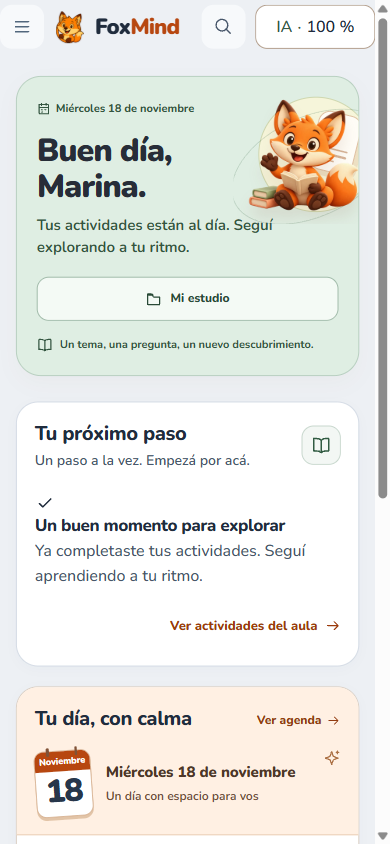 FoxMind
IA · 100 %
Miércoles 18 de noviembre
Buen día,
Marina.
Tus actividades están al día. Seguí
explorando a tu ritmo.
Mi estudio
Un tema, una pregunta, un nuevo descubrimiento.
Tu próximo paso
Un paso a la vez. Empezá por acá.
Un buen momento para explorar
Ya completaste tus actividades. Seguí
aprendiendo a tu ritmo.
Ver actividades del aula
Tu día, con calma
Ver agenda
Noviembre
18
Miércoles 18 de noviembre
Un día con espacio para vos